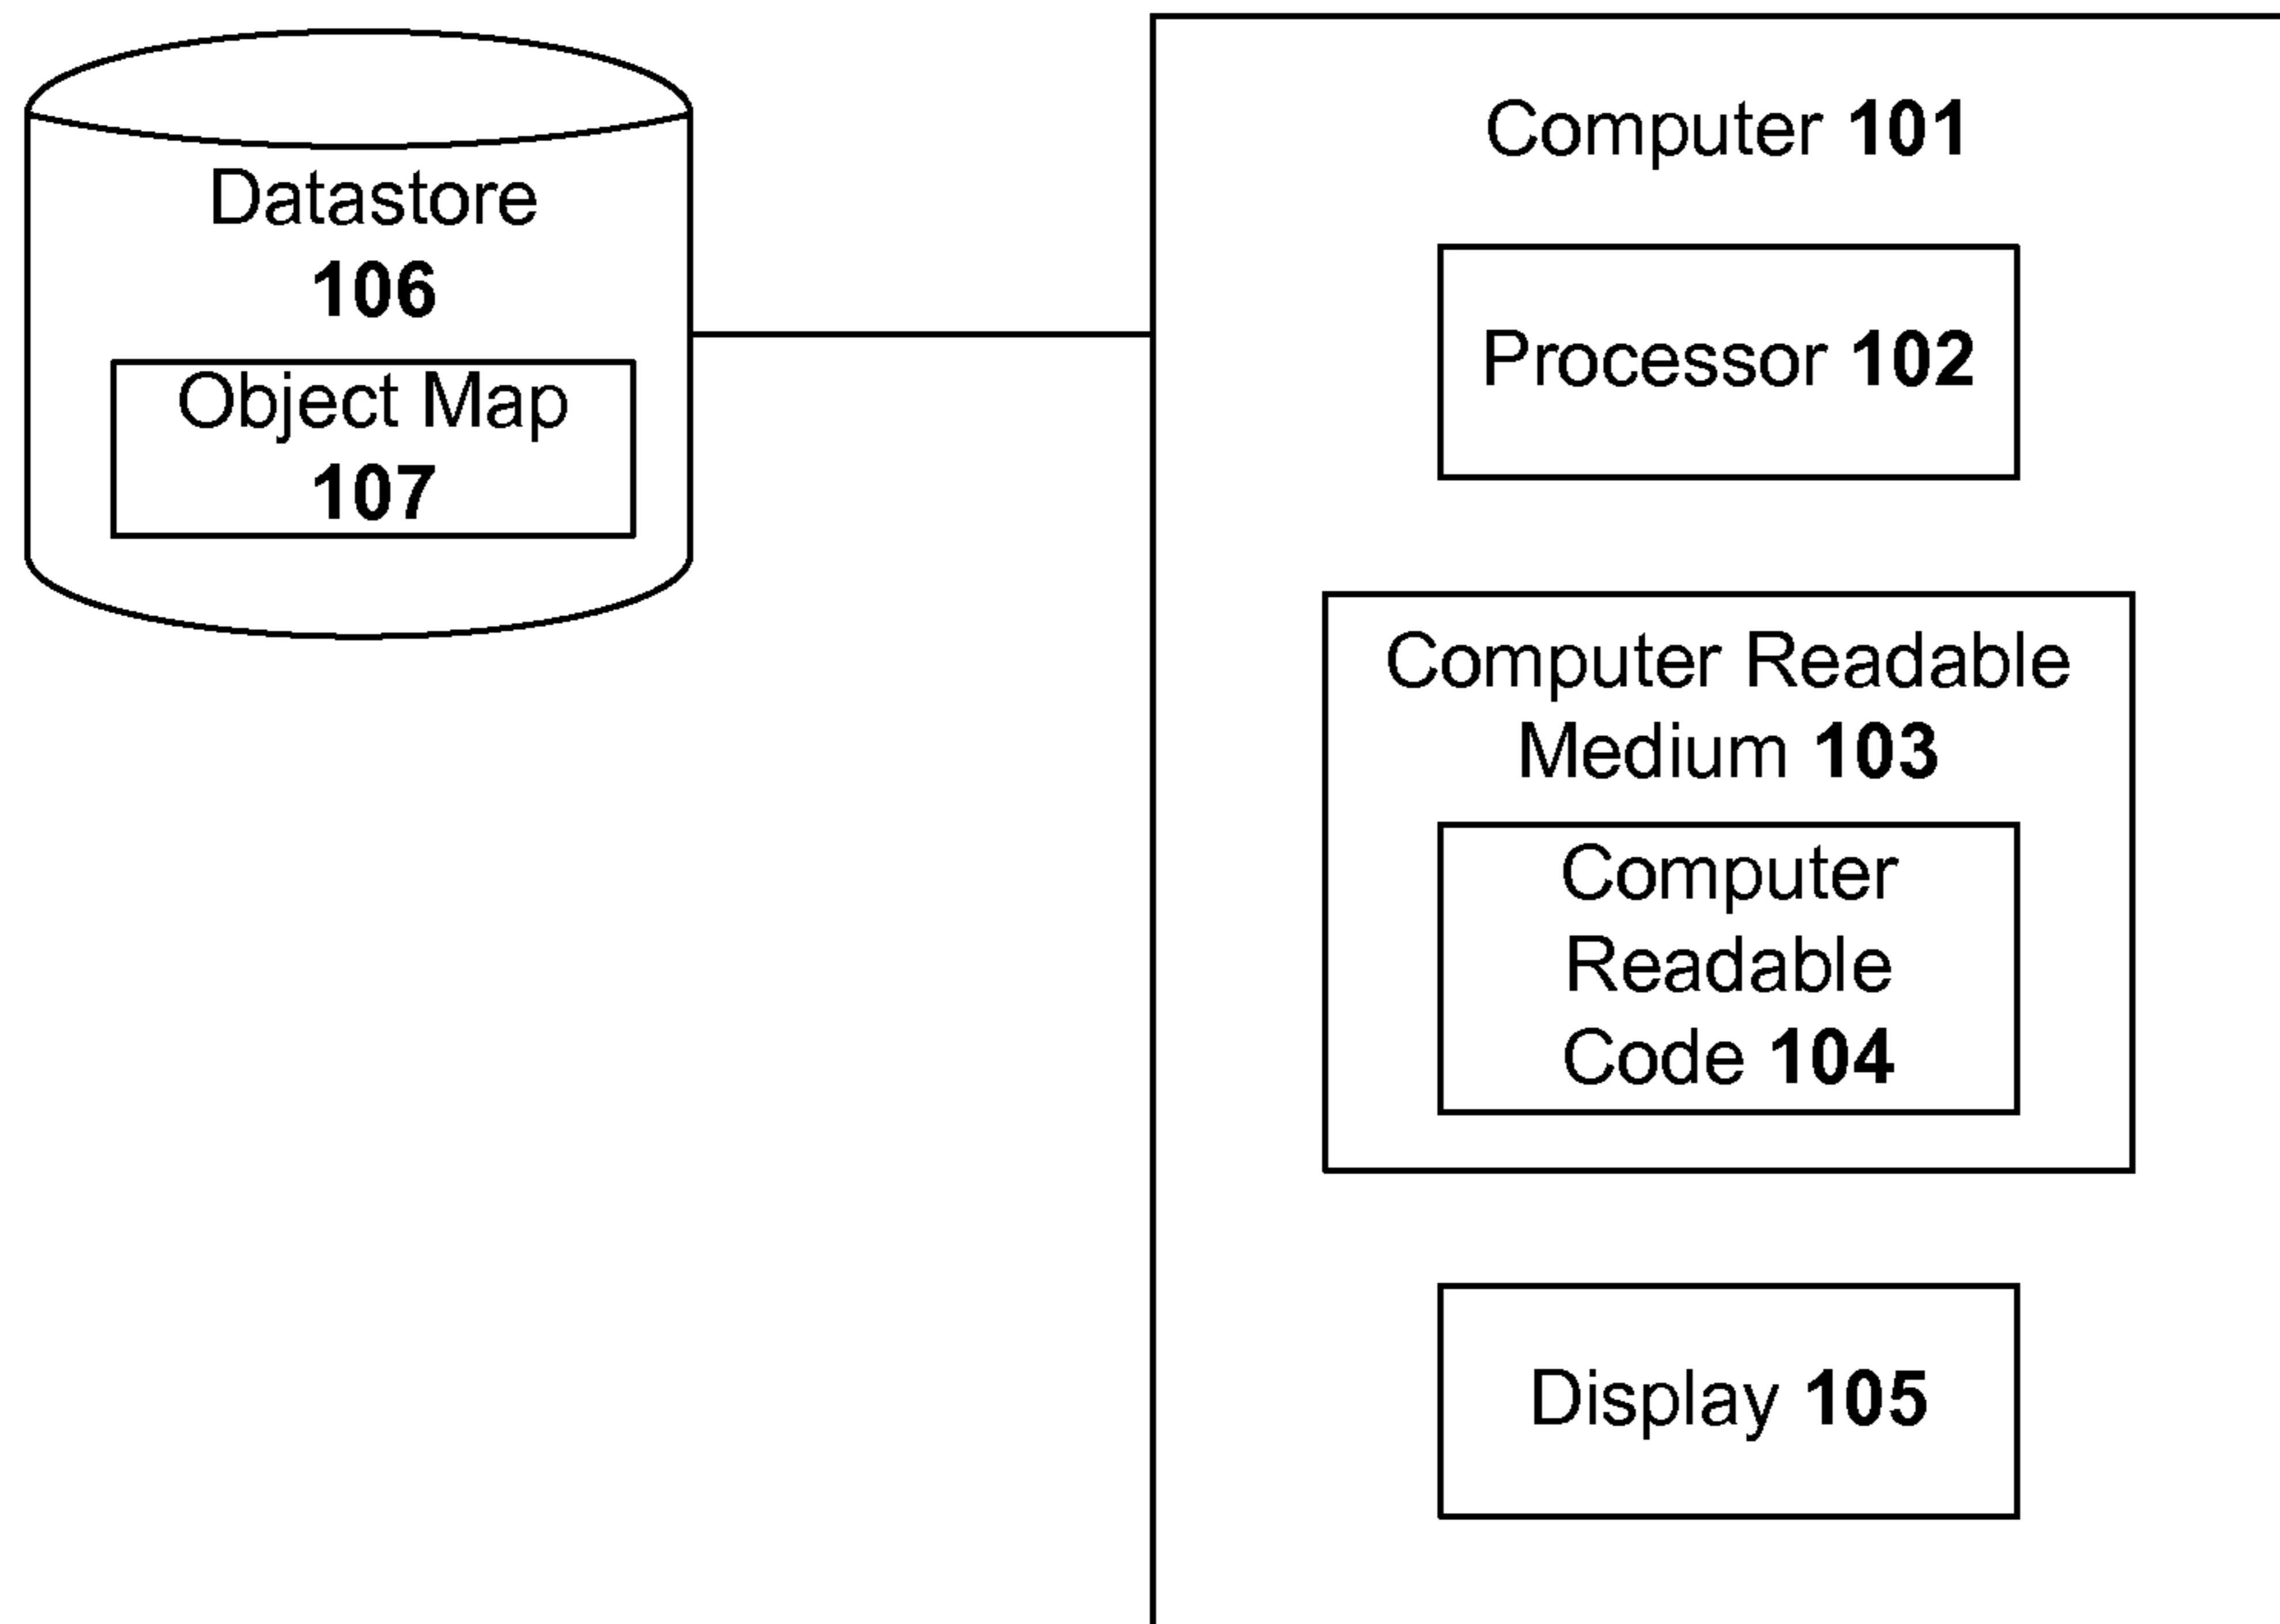 Datastore
106
Object Map
107
Computer 101
Processor 102
Computer Readable
Medium 103
Computer
Readable
Code 104
Display 105